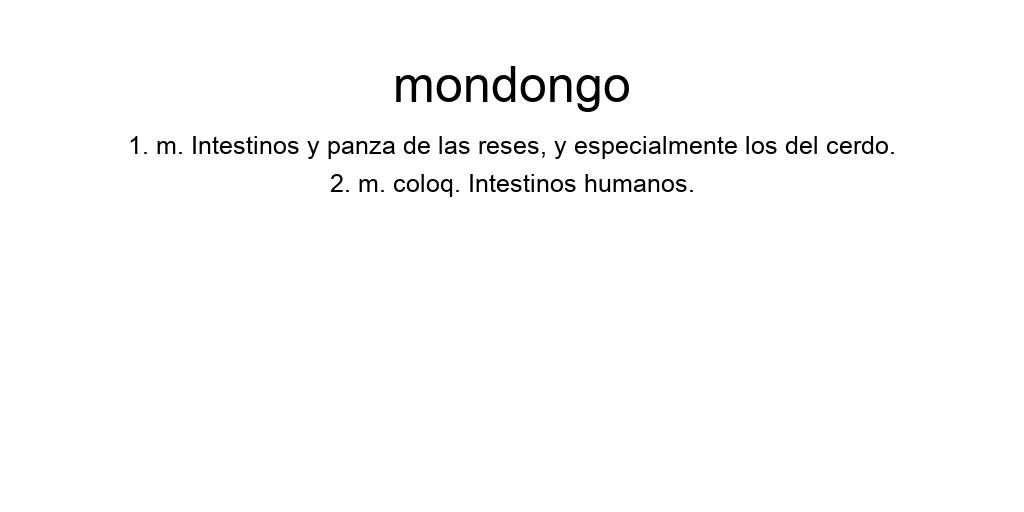 mondongo
1. m. Intestinos y panza de las reses, y especialmente los del cerdo.
2. m. coloq. Intestinos humanos.